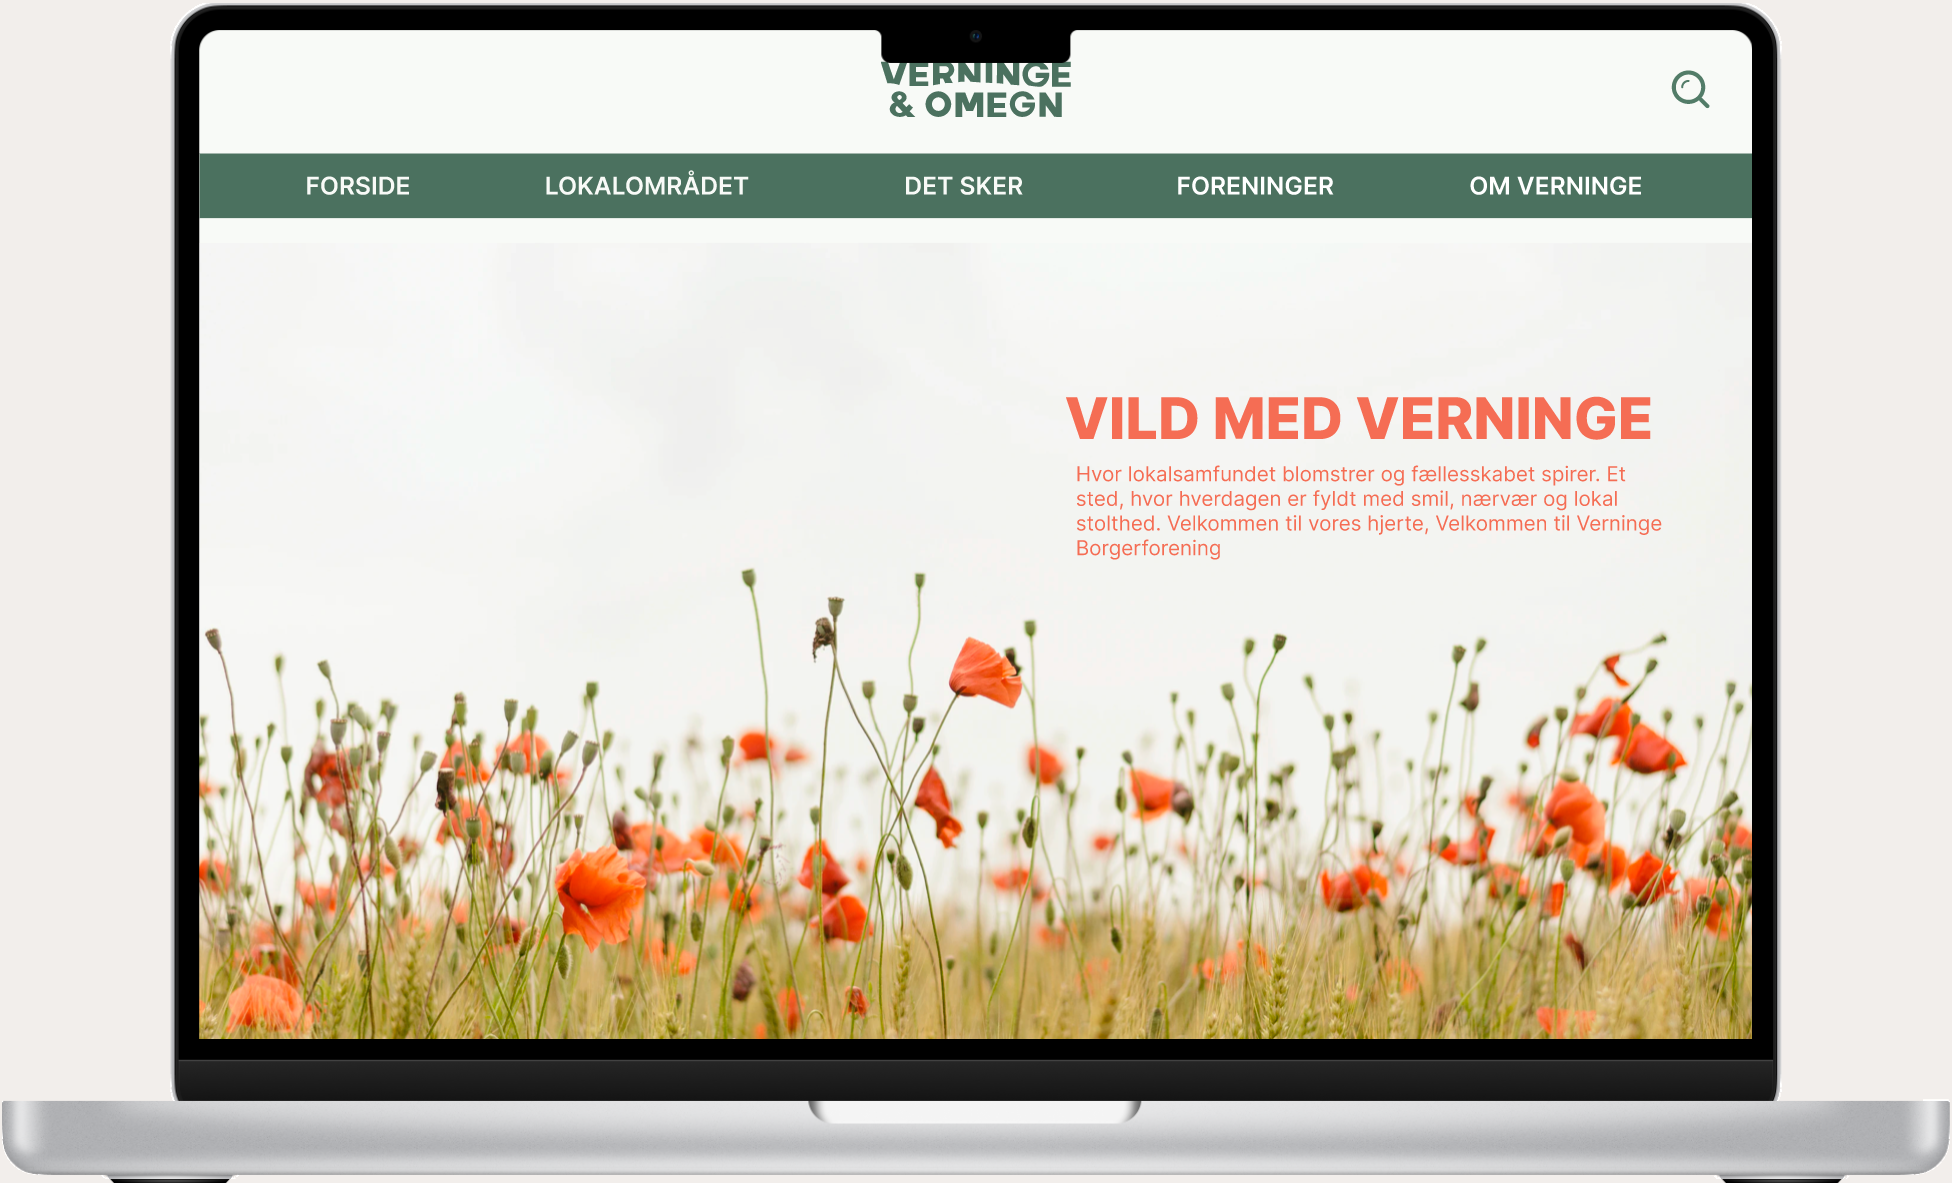 VERNINGE
& OMEGN
FORSIDE LOKALOMRÅDET DET SKER FORENINGER OM VERNINGE
VILD MED VERNINGE
Hvor lokalsamfundet blomstrer og fællesskabet spirer. Et
sted, hvor hverdagen er fyldt med smil, nærvær og lokal
stolthed. Velkommen til vores hjerte, Velkommen til Verninge
Borgerforening